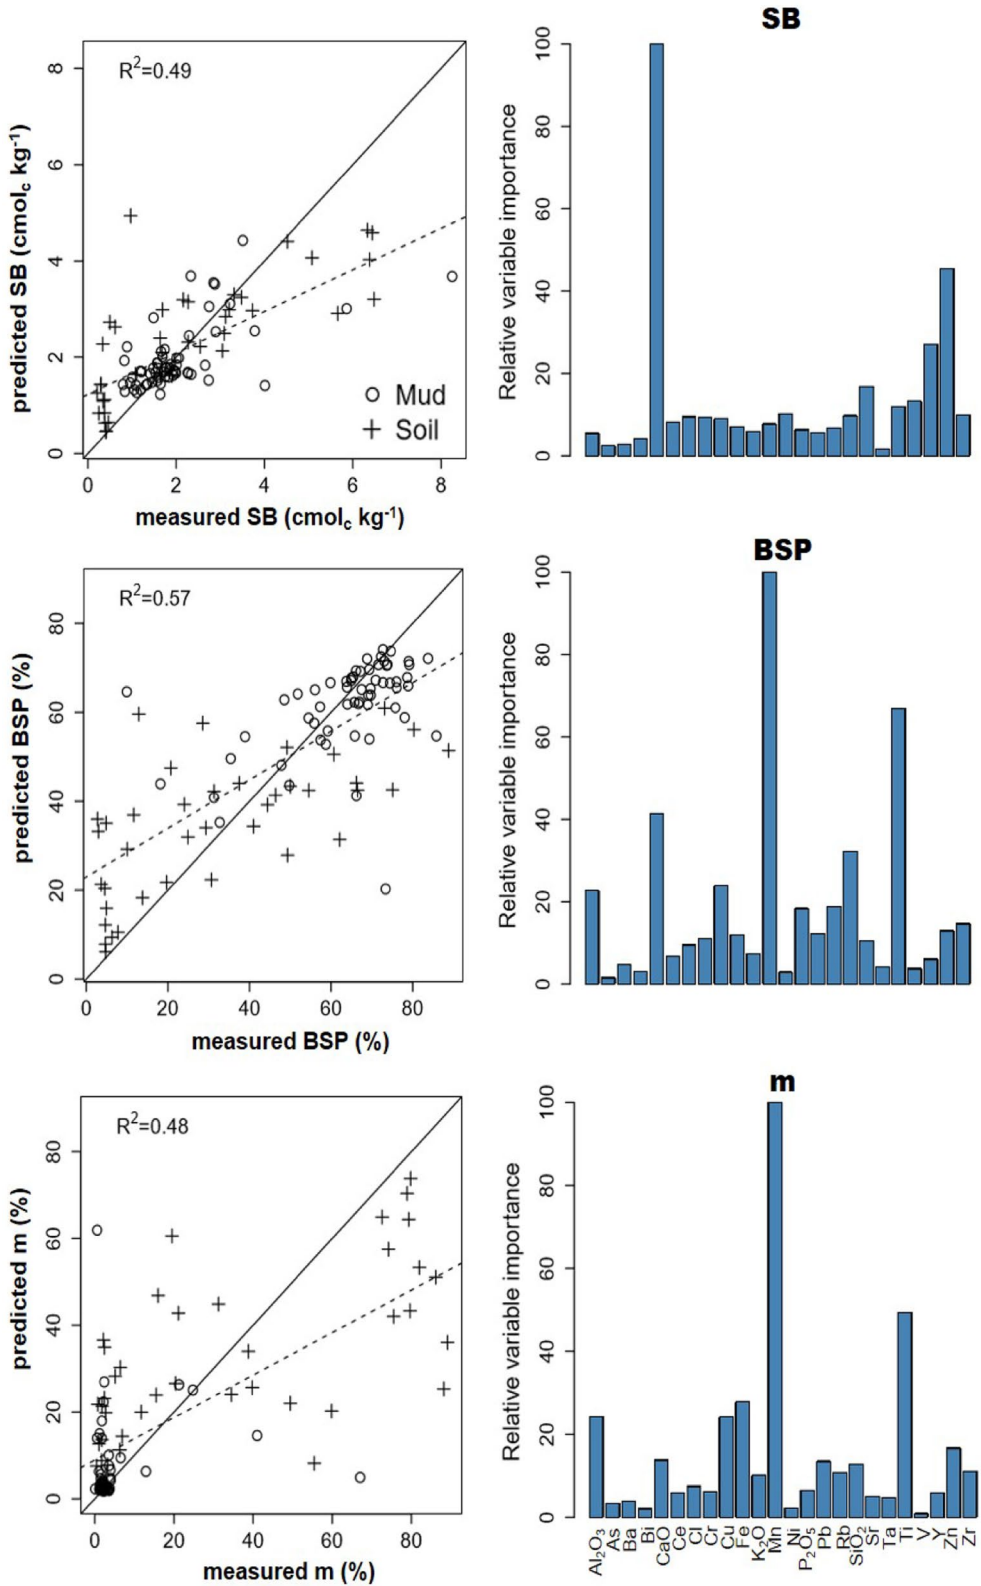 SB
R²=0.49
predicted SB (cmolc kg⁻¹)
0 2 4 6 8
○ Mud
+ Soil
0 2 4 6 8
measured SB (cmolc kg⁻¹)
Relative variable importance
0 20 40 60 80 100
BSP
R²=0.57
predicted BSP (%)
0 20 40 60 80
0 20 40 60 80
measured BSP (%)
Relative variable importance
0 20 40 60 80 100
m
R²=0.48
predicted m (%)
0 20 40 60 80
0 20 40 60 80
measured m (%)
Relative variable importance
0 20 40 60 80 100
Al₂O₃ As Ba Bi CaO Ce Cl Cr Cu Fe K₂O Mn Ni P₂O₅ Pb Rb SiO₂ Sr Ta Ti V Y Zn Zr